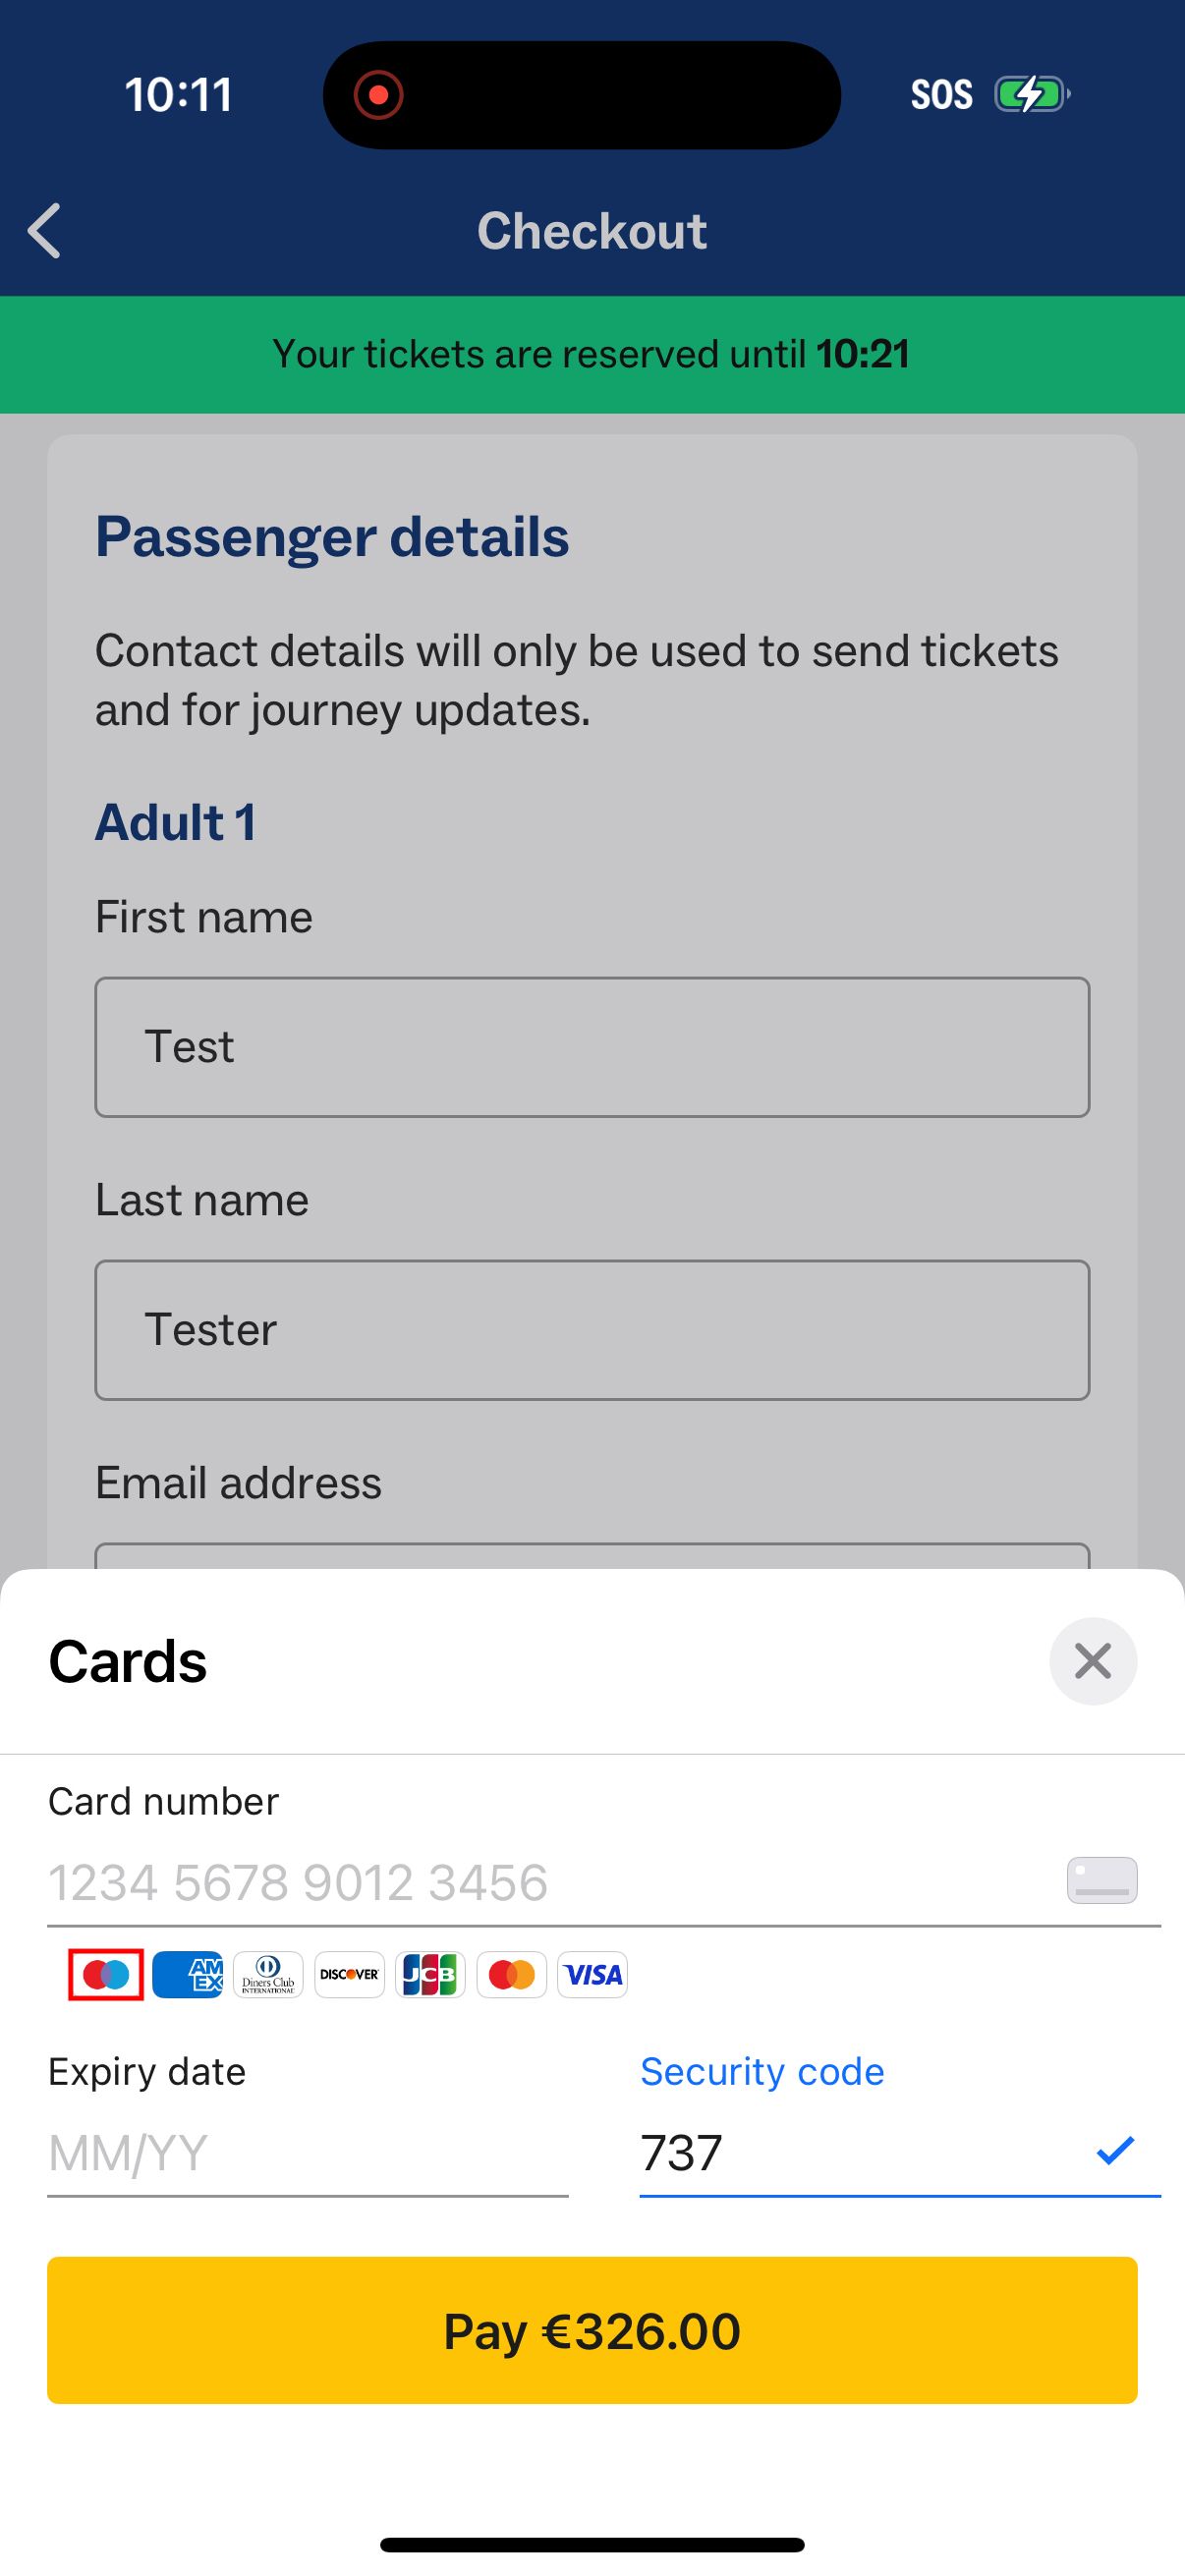 10:11
SOS
Checkout
Your tickets are reserved until 10:21
Passenger details
Contact details will only be used to send tickets
and for journey updates.
Adult 1
First name
Test
Last name
Tester
Email address
Cards
Card number
1234 5678 9012 3456
AM
EX
Diners Club
INTERNATIONAL
DISCOVER
JCB
VISA
Expiry date
Security code
MM/YY
737
Pay €326.00